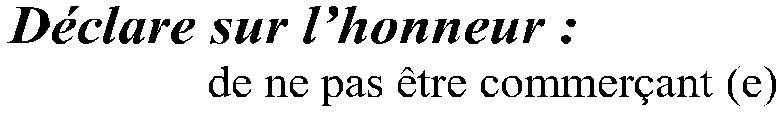 Déclare sur l’honneur :
de ne pas être commerçant (e)